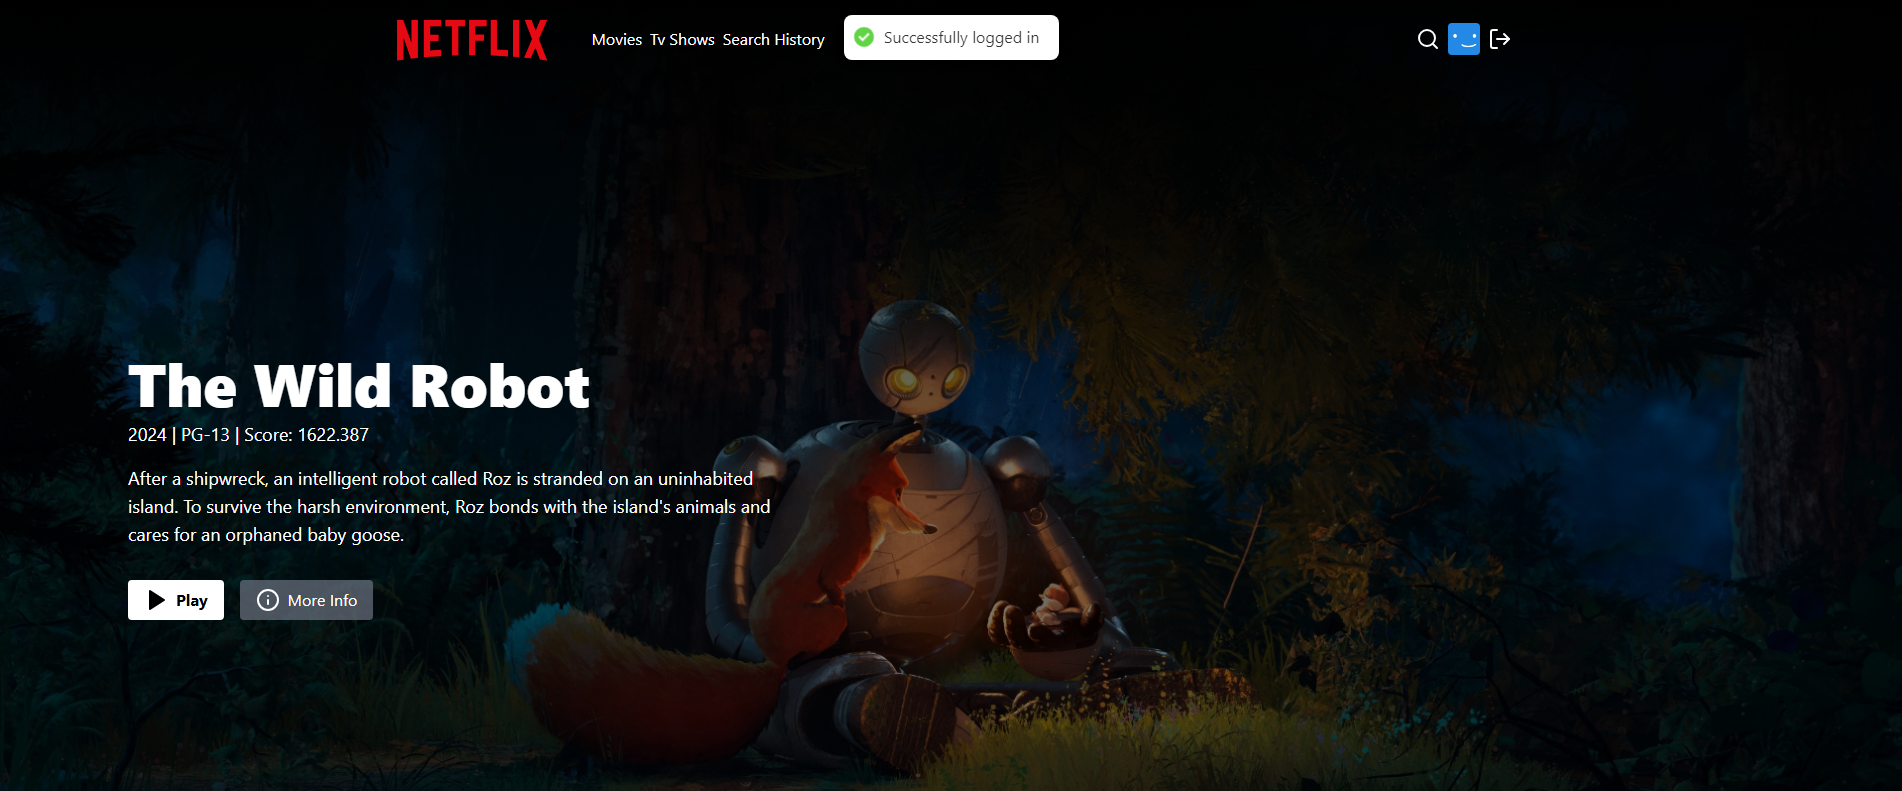 NETFLIX
Movies Tv Shows Search History
Successfully logged in
The Wild Robot
2024 | PG-13 | Score: 1622.387
After a shipwreck, an intelligent robot called Roz is stranded on an uninhabited
island. To survive the harsh environment, Roz bonds with the island's animals and
cares for an orphaned baby goose.
Play
More Info